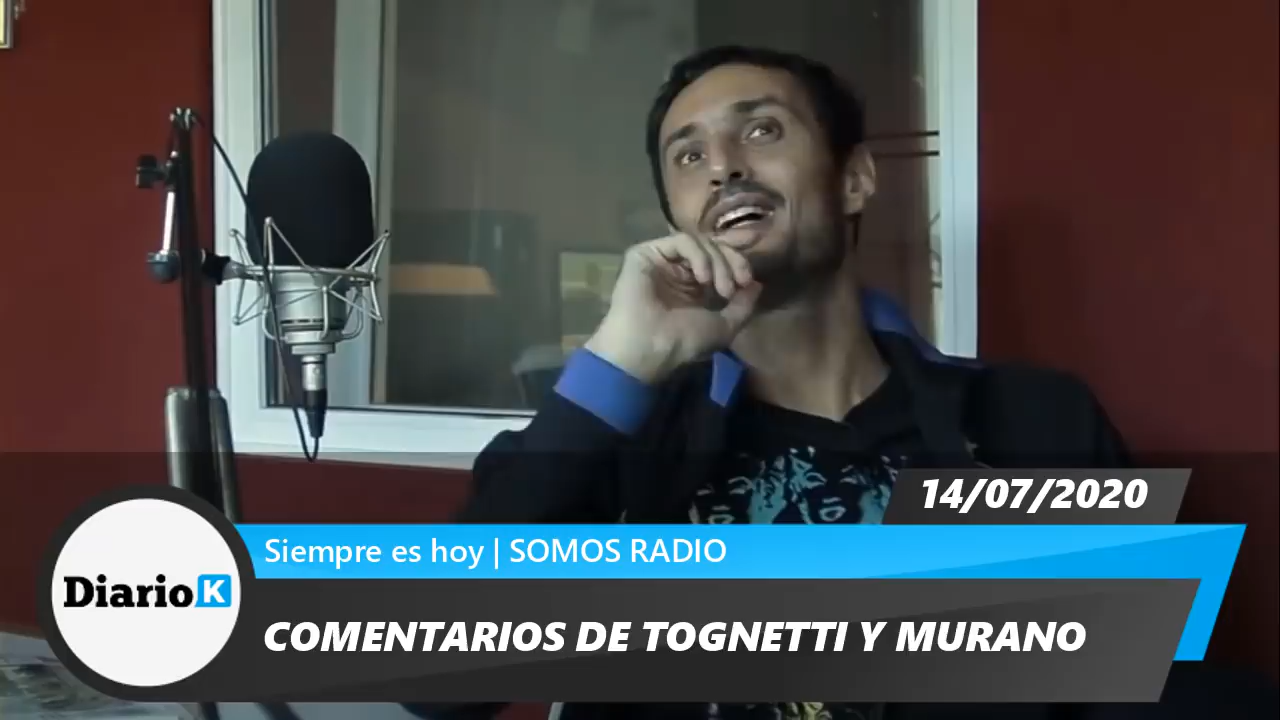 14/07/2020
Siempre es hoy | SOMOS RADIO
DiarioK
COMENTARIOS DE TOGNETTI Y MURANO